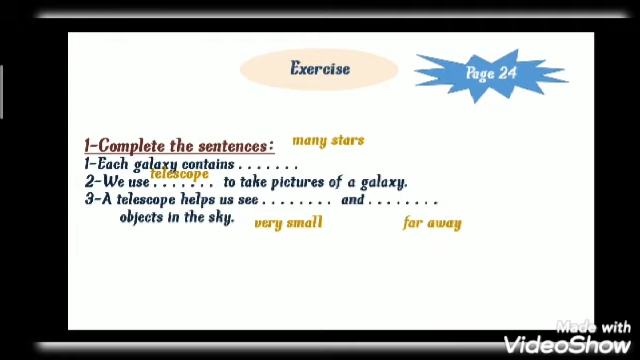 Exercise
Page 24
1-Complete the sentences:
many stars
1-Each galaxy contains . . . . . . .
telescope
2-We use . . . . . . . to take pictures of a galaxy.
3-A telescope helps us see . . . . . . . . and . . . . . . . .
objects in the sky.
very small
far away
Made with
VideoShow